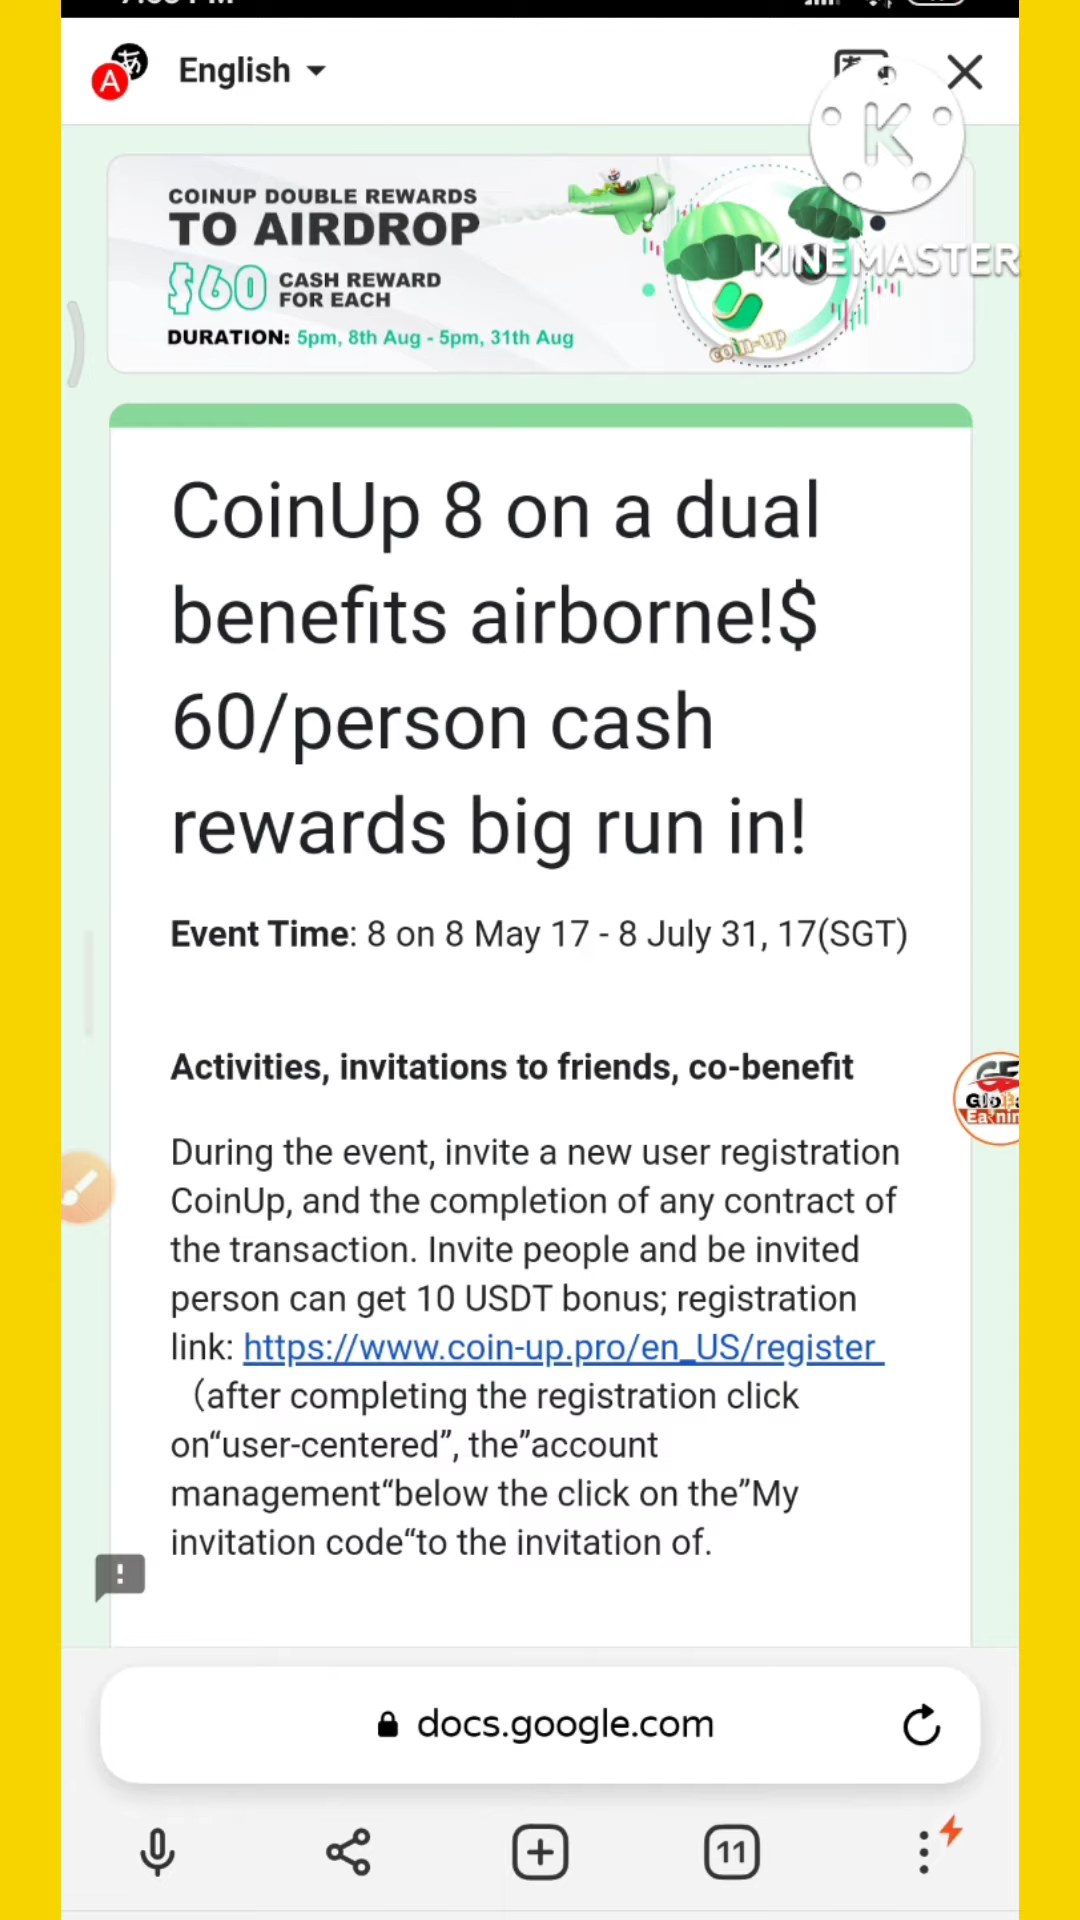 A あ
English
K
COINUP DOUBLE REWARDS
TO AIRDROP
$60 CASH REWARD
FOR EACH
DURATION: 5pm, 8th Aug - 5pm, 31th Aug
KINEMASTER
coin-up
CoinUp 8 on a dual
benefits airborne!$
60/person cash
rewards big run in!
Event Time: 8 on 8 May 17 - 8 July 31, 17(SGT)
Activities, invitations to friends, co-benefit
During the event, invite a new user registration
CoinUp, and the completion of any contract of
the transaction. Invite people and be invited
person can get 10 USDT bonus; registration
link: https://www.coin-up.pro/en_US/register
（after completing the registration click
on“user-centered”, the”account
management“below the click on the”My
invitation code“to the invitation of.
!
docs.google.com
11